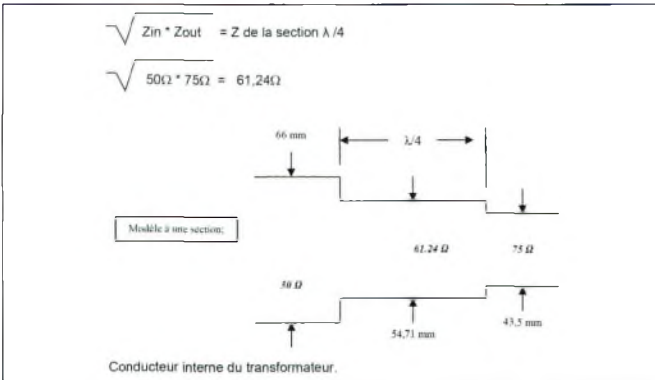 √ Zin * Zout = Z de la section λ /4
√ 50Ω * 75Ω = 61,24Ω
66 mm
λ/4
Modèle à une section;
61.24 Ω
75 Ω
50 Ω
54,71 mm
43,5 mm
Conducteur interne du transformateur.